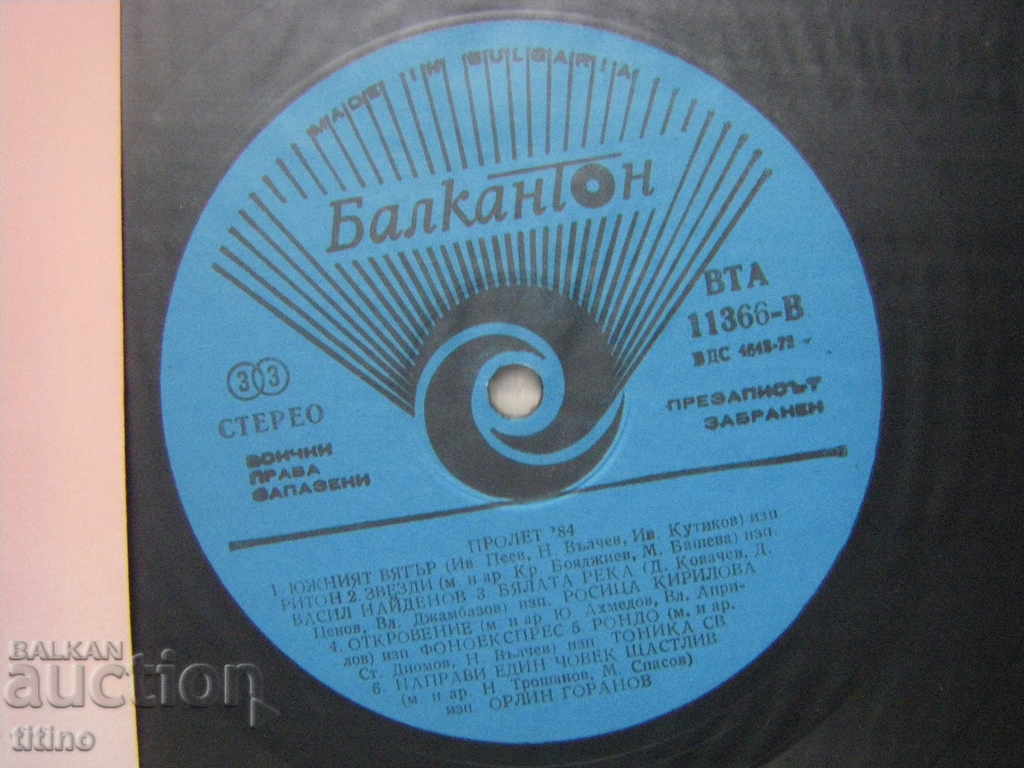 MADE IN BULGARIA
Балкантон
ВТА
11366-В
ВДС 4648-72
33
СТЕРЕО
ВСИЧКИ
ПРАВА
ЗАПАЗЕНИ
ПРЕЗАПИСЪТ
ЗАБРАНЕН
ПРОЛЕТ '84
1. ЮЖНИЯТ ВЯТЪР (Ив. Пеев, Н. Вълчев, Ив. Кутиков) изп
РИТОН 2. ЗВЕЗДИ (м и ар. Кр. Бояджиев, М. Башева) изп.
ВАСИЛ НАЙДЕНОВ 3. БЯЛАТА РЕКА (Д. Ковачев, Д.
Ценов, Вл. Джамбазов) изп. РОСИЦА КИРИЛОВА
4. ОТКРОВЕНИЕ (м и ар Ю. Ахмедов, Вл. Апри-
лов) изп ФОНОЕКСПРЕС 5. РОНДО (м. и ар.
Ст. Диомов, Н. Вълчев) изп ТОНИКА СВ
6. НАПРАВИ ЕДИН ЧОВЕК ЩАСТЛИВ
(м. и ар. Н. Трошанов, М. Спасов)
изп ОРЛИН ГОРАНОВ
BALKAN
auction
titino